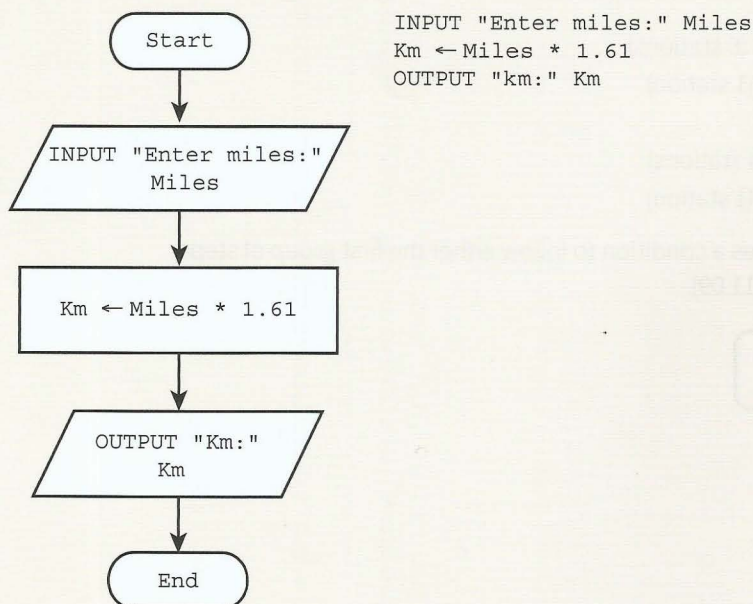 Start
INPUT "Enter miles:"
Miles
Km ← Miles * 1.61
OUTPUT "Km:"
Km
End
INPUT "Enter miles:" Miles
Km ← Miles * 1.61
OUTPUT "km:" Km